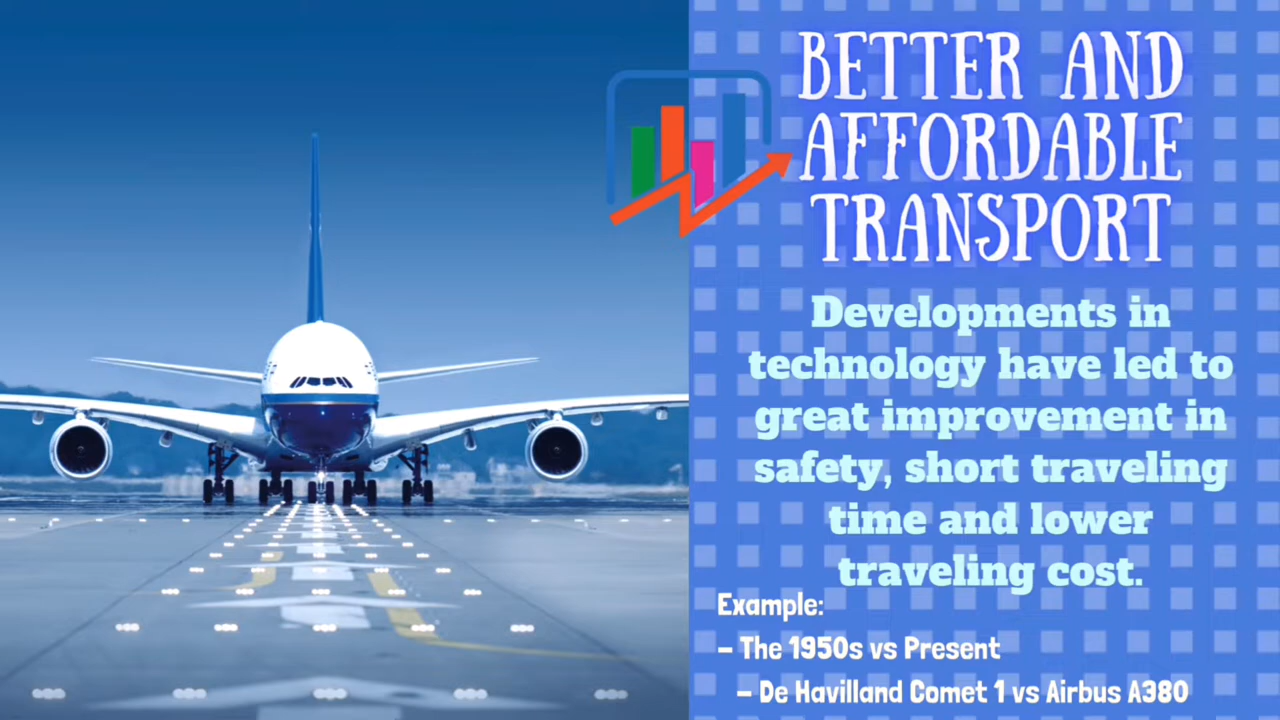 BETTER AND
AFFORDABLE
TRANSPORT
Developments in
technology have led to
great improvement in
safety, short traveling
time and lower
traveling cost.
Example:
– The 1950s vs Present
– De Havilland Comet 1 vs Airbus A380